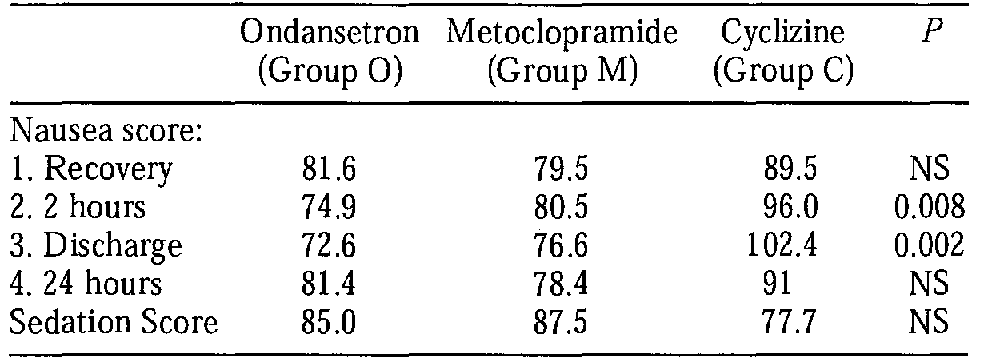 Ondansetron Metoclopramide Cyclizine P
(Group O) (Group M) (Group C)
Nausea score:
1. Recovery 81.6 79.5 89.5 NS
2. 2 hours 74.9 80.5 96.0 0.008
3. Discharge 72.6 76.6 102.4 0.002
4. 24 hours 81.4 78.4 91 NS
Sedation Score 85.0 87.5 77.7 NS